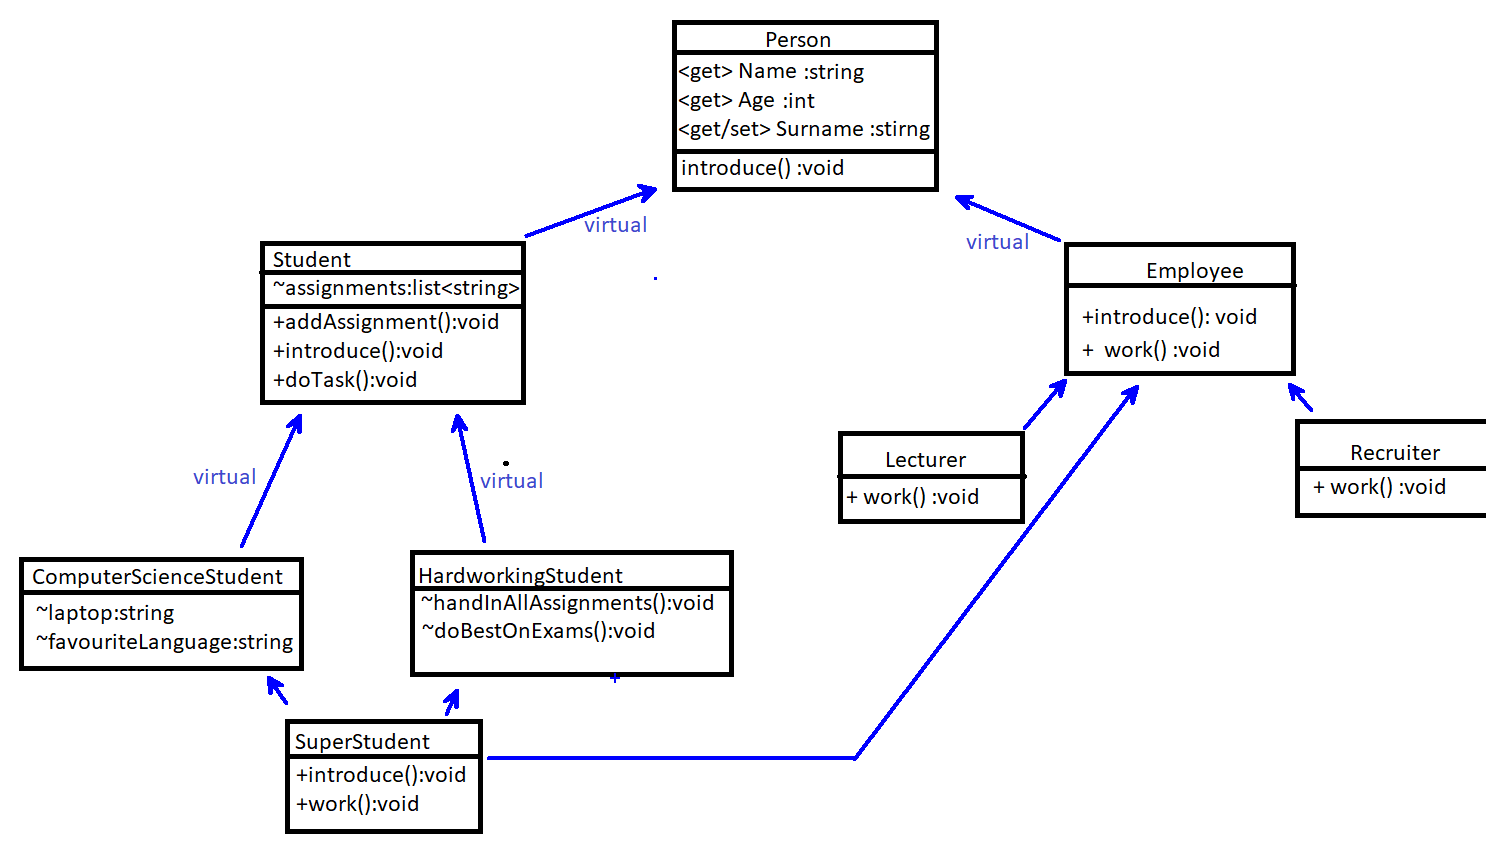 Person
<get> Name :string
<get> Age :int
<get/set> Surname :stirng
introduce() :void
virtual
virtual
Student
~assignments:list<string>
+addAssignment():void
+introduce():void
+doTask():void
Employee
+introduce(): void
+ work() :void
virtual
virtual
Lecturer
+ work() :void
Recruiter
+ work() :void
ComputerScienceStudent
~laptop:string
~favouriteLanguage:string
HardworkingStudent
~handInAllAssignments():void
~doBestOnExams():void
SuperStudent
+introduce():void
+work():void